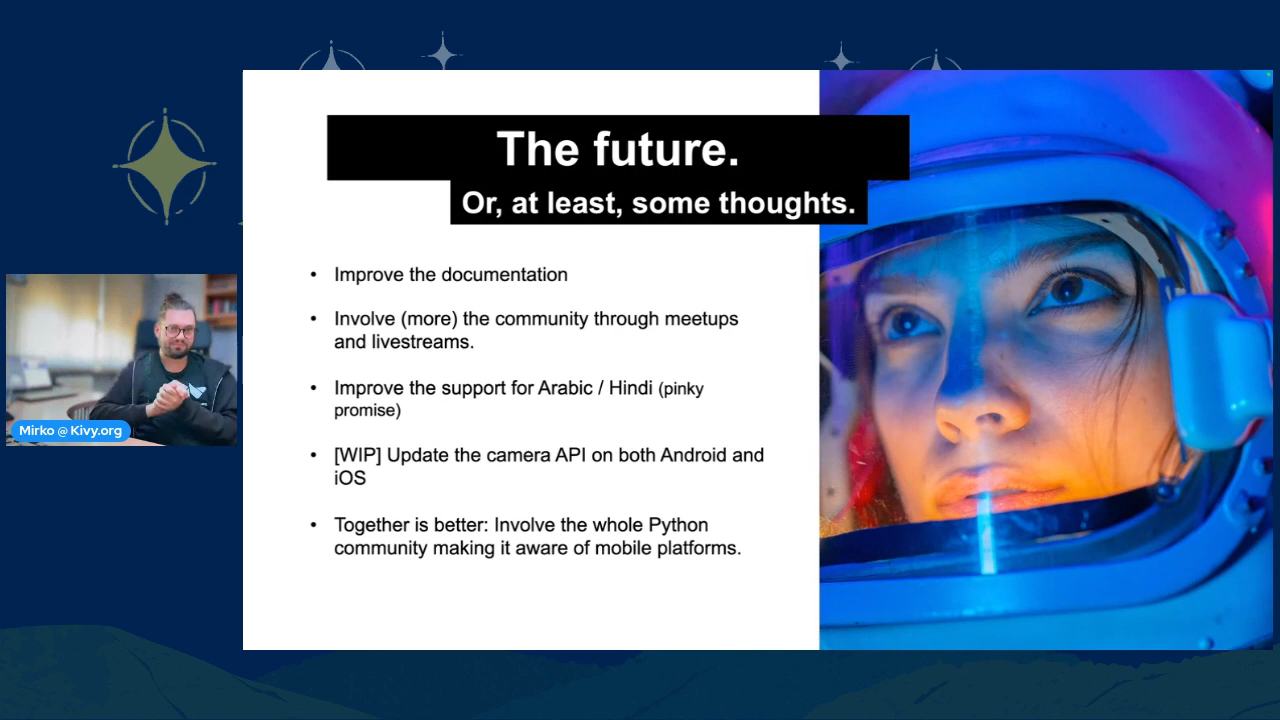 The future.
Or, at least, some thoughts.
• Improve the documentation
• Involve (more) the community through meetups
and livestreams.
• Improve the support for Arabic / Hindi (pinky
promise)
• [WIP] Update the camera API on both Android and
iOS
• Together is better: Involve the whole Python
community making it aware of mobile platforms.
Mirko @ Kivy.org